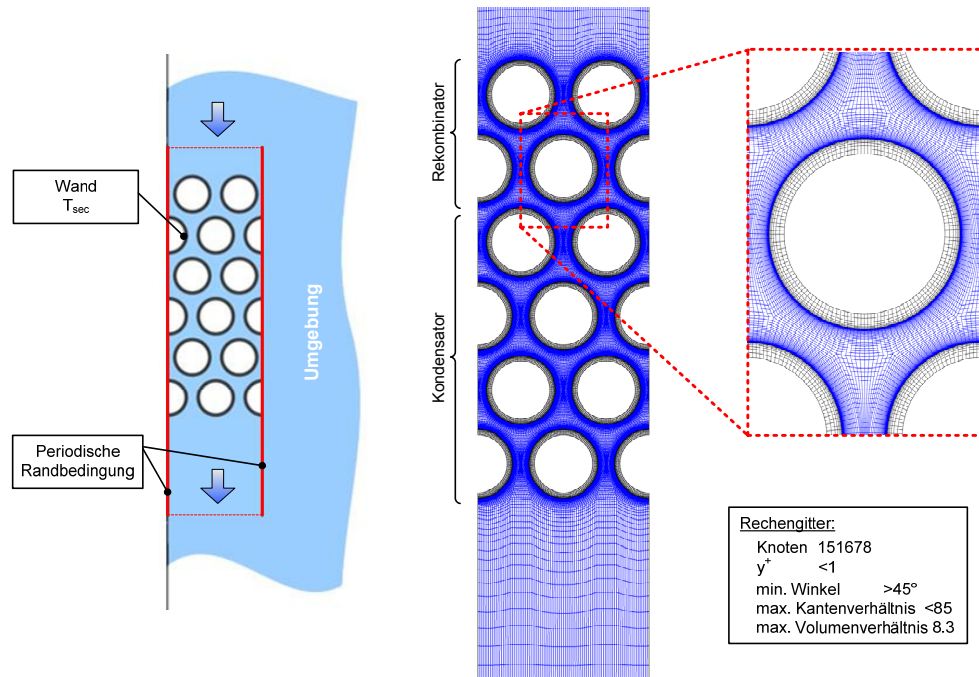 Wand
T_sec
Umgebung
Periodische
Randbedingung
Rekombinator
Kondensator
Rechengitter:
Knoten 151678
y⁺ <1
min. Winkel >45º
max. Kantenverhältnis <85
max. Volumenverhältnis 8.3